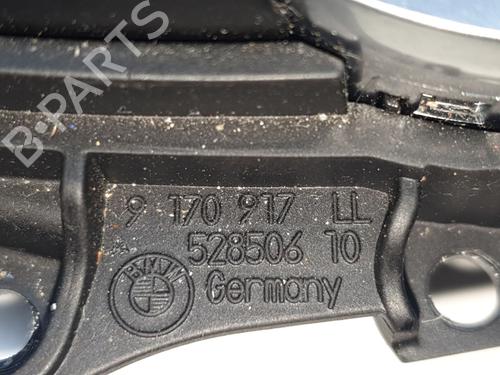 B-PARTS
9 170 917 LL
528506 10
BMW
Germany